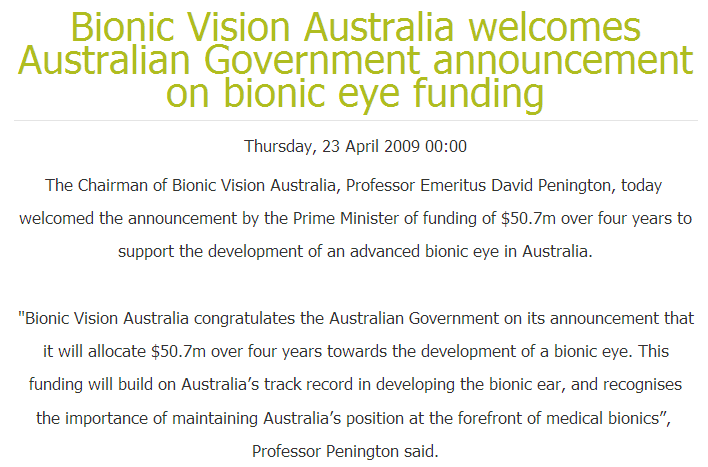 Bionic Vision Australia welcomes
Australian Government announcement
on bionic eye funding
Thursday, 23 April 2009 00:00
The Chairman of Bionic Vision Australia, Professor Emeritus David Penington, today
welcomed the announcement by the Prime Minister of funding of $50.7m over four years to
support the development of an advanced bionic eye in Australia.
"Bionic Vision Australia congratulates the Australian Government on its announcement that
it will allocate $50.7m over four years towards the development of a bionic eye. This
funding will build on Australia’s track record in developing the bionic ear, and recognises
the importance of maintaining Australia’s position at the forefront of medical bionics”,
Professor Penington said.